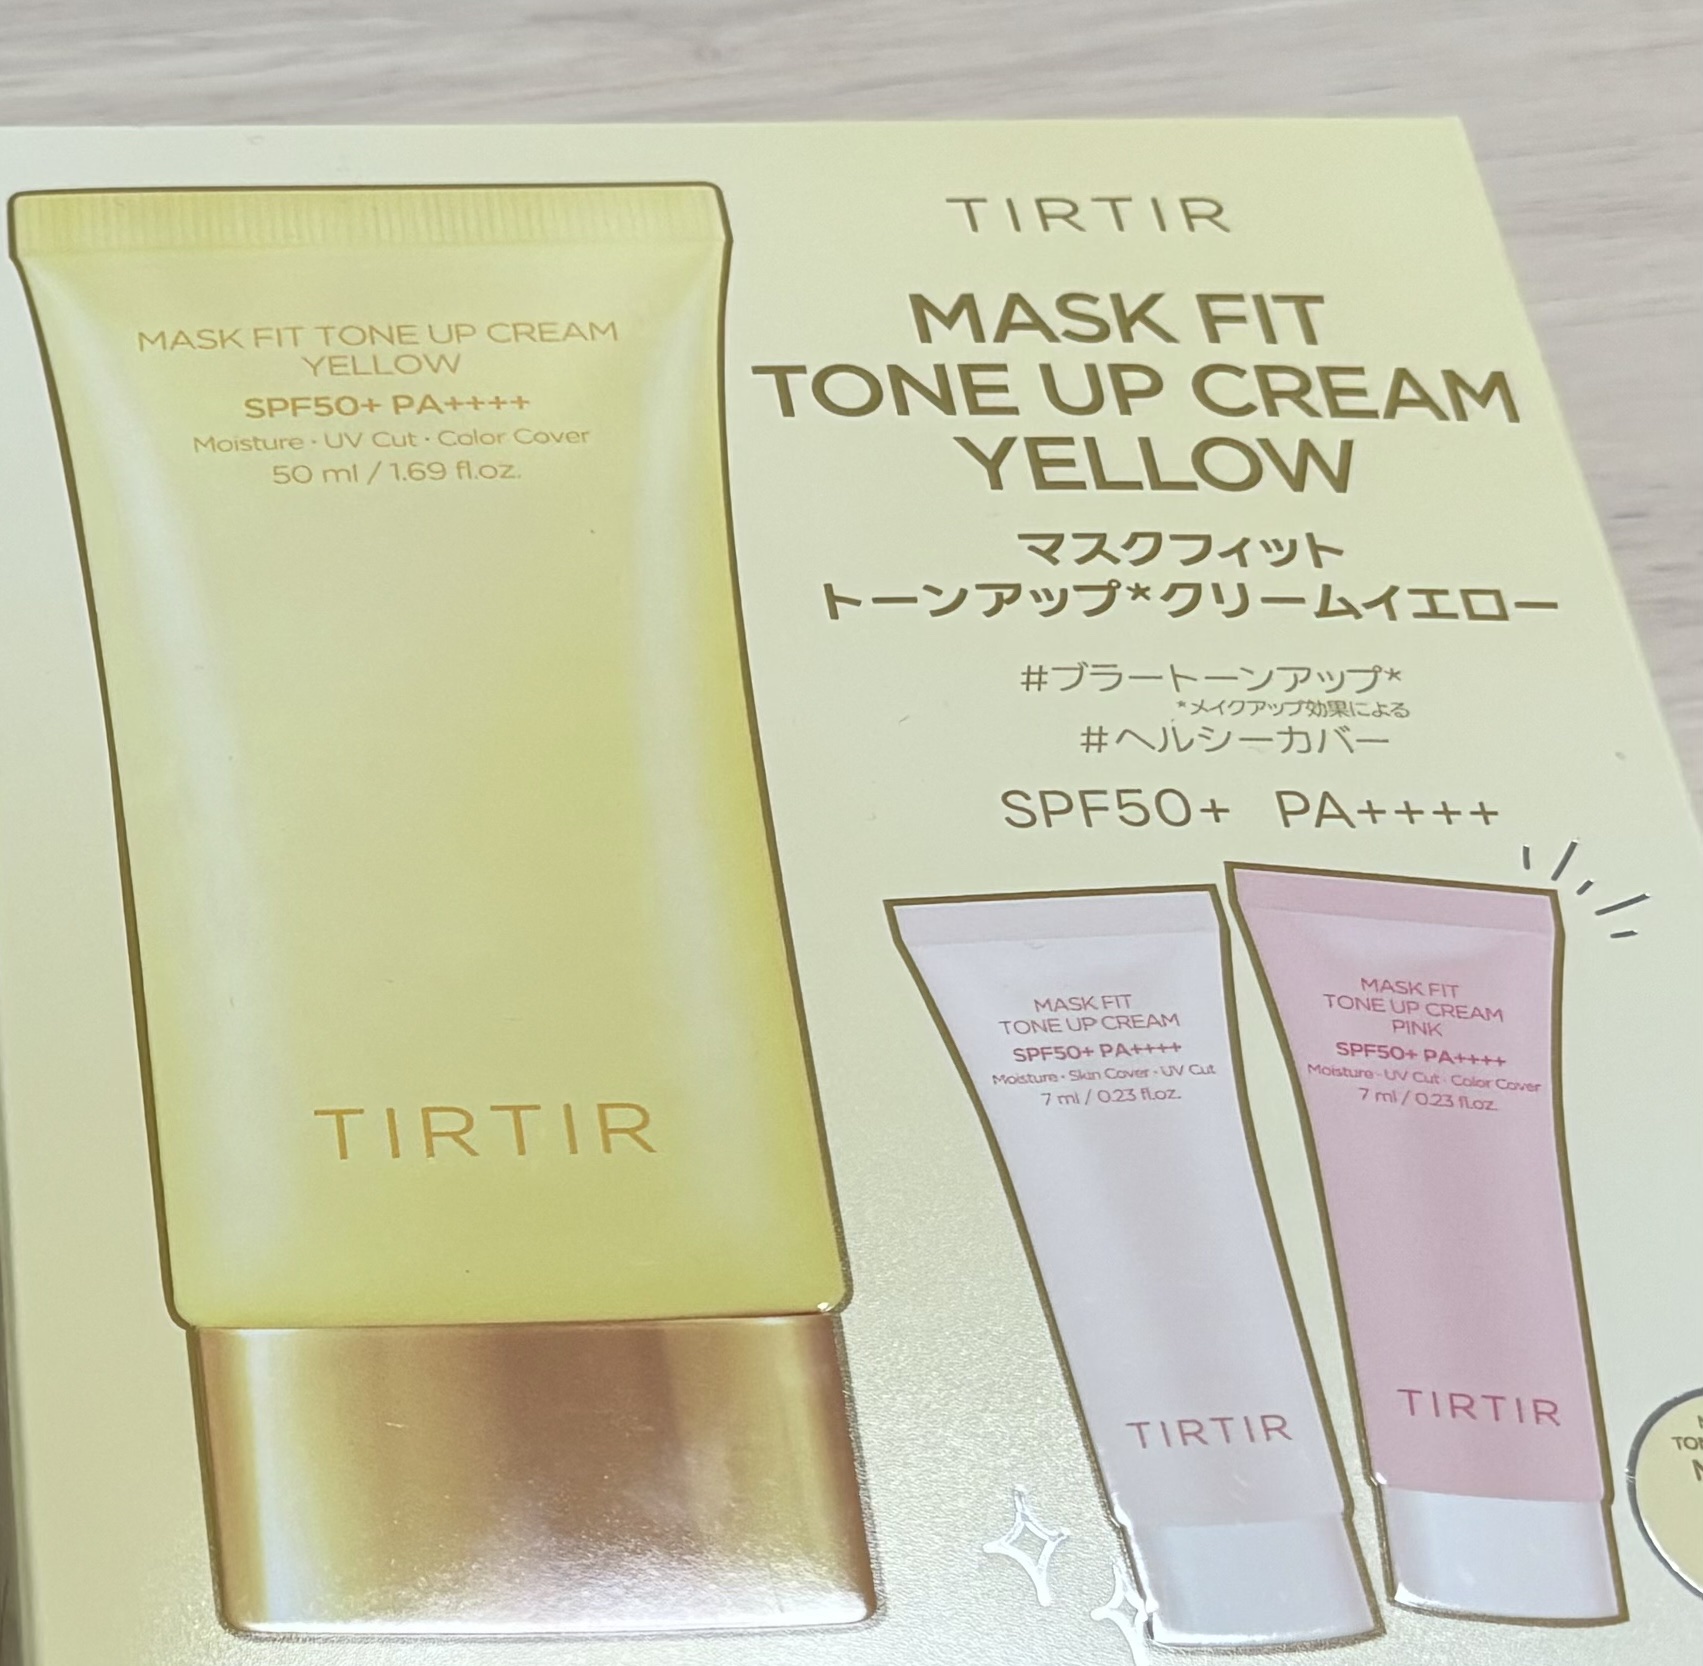 MASK FIT TONE UP CREAM
YELLOW
SPF50+ PA++++
Moisture · UV Cut · Color Cover
50 ml / 1.69 fl.oz.
TIRTIR
TIRTIR
MASK FIT
TONE UP CREAM
YELLOW
マスクフィット
トーンアップ*クリームイエロー
#ブラートーンアップ*
*メイクアップ効果による
#ヘルシーカバー
SPF50+ PA++++
MASK FIT
TONE UP CREAM
SPF50+ PA++++
Moisture · Skin Cover · UV Cut
7 ml / 0.23 fl.oz.
TIRTIR
MASK FIT
TONE UP CREAM
PINK
SPF50+ PA++++
Moisture · UV Cut · Color Cover
7 ml / 0.23 fl.oz.
TIRTIR